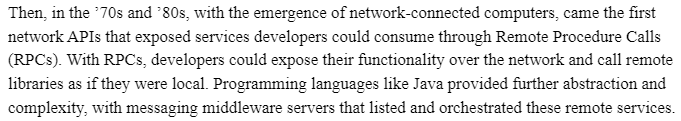 Then, in the ’70s and ’80s, with the emergence of network-connected computers, came the first
network APIs that exposed services developers could consume through Remote Procedure Calls
(RPCs). With RPCs, developers could expose their functionality over the network and call remote
libraries as if they were local. Programming languages like Java provided further abstraction and
complexity, with messaging middleware servers that listed and orchestrated these remote services.